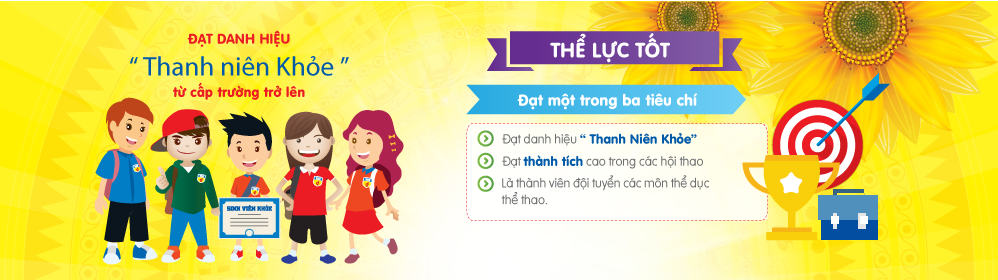 ĐẠT DANH HIỆU
“ Thanh niên Khỏe ”
từ cấp trường trở lên
SINH VIÊN KHỎE
THỂ LỰC TỐT
Đạt một trong ba tiêu chí
Đạt danh hiệu “ Thanh Niên Khỏe”
Đạt thành tích cao trong các hội thao
Là thành viên đội tuyển các môn thể dục
thể thao.